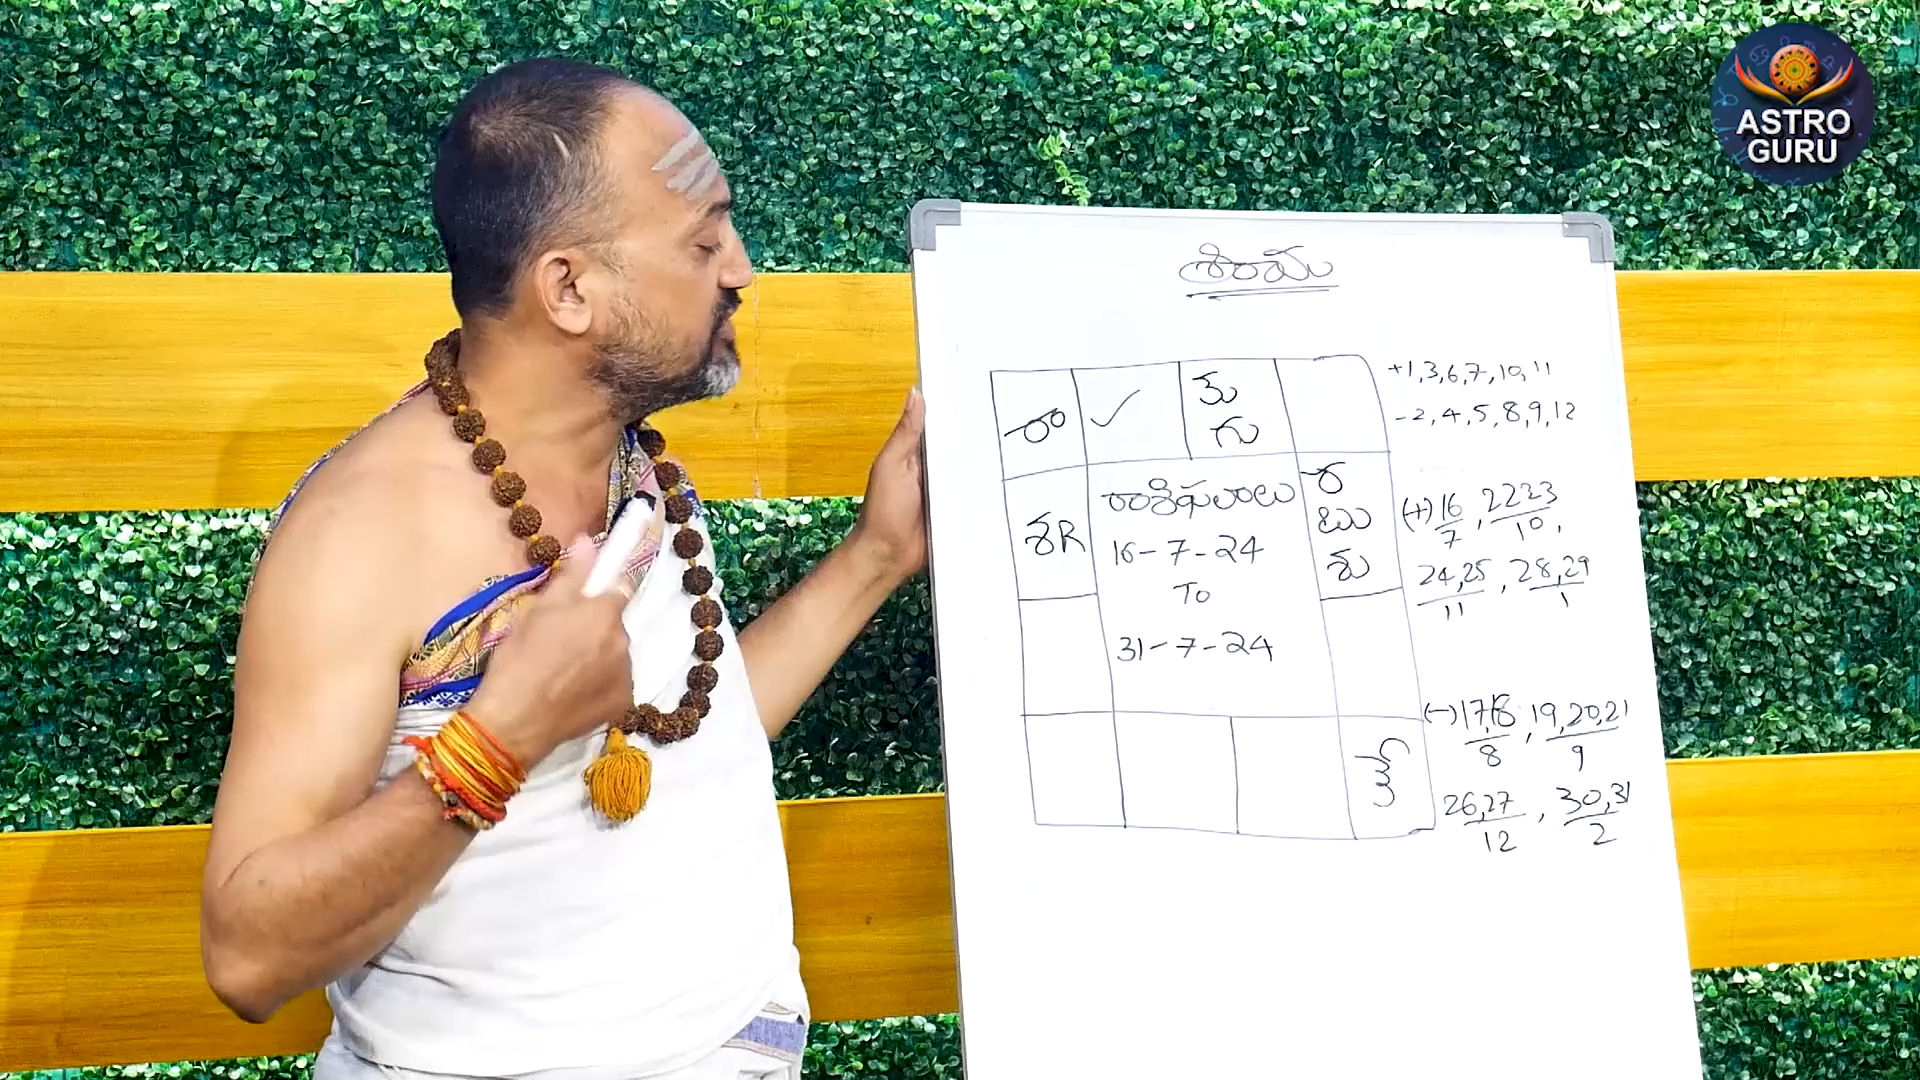 ASTRO
GURU
శ్రీరామ
+1,3,6,7,10,11
-2,4,5,8,9,12
రా
✓
కు
గు
ర
బు
శు
శR
రాశిఫలాలు
16-7-24
To
31-7-24
కే
(+) 16/7, 22 23/10,
24,25/11, 28,29/1
(-) 17,18/8, 19,20,21/9
26,27/12, 30,31/2